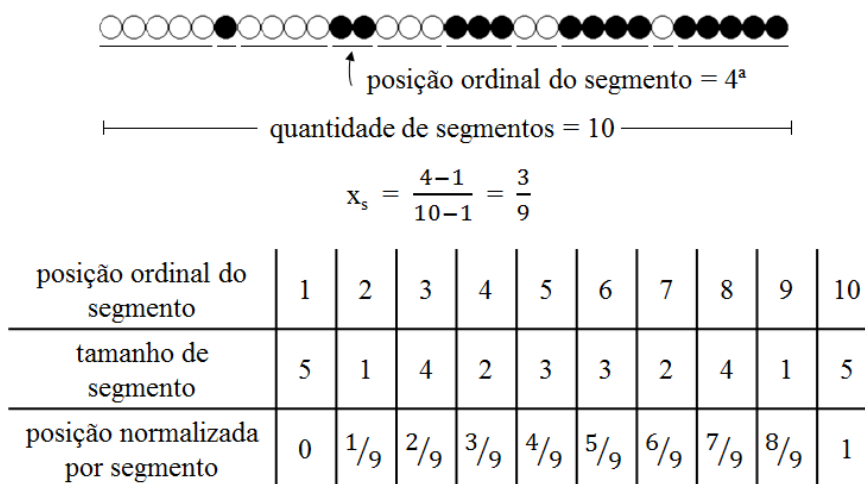 posição ordinal do segmento = 4ª
quantidade de segmentos = 10
xₛ = 4−1/10−1 = 3/9
posição ordinal do segmento 1 2 3 4 5 6 7 8 9 10
tamanho de segmento 5 1 4 2 3 3 2 4 1 5
posição normalizada por segmento 0 1/9 2/9 3/9 4/9 5/9 6/9 7/9 8/9 1